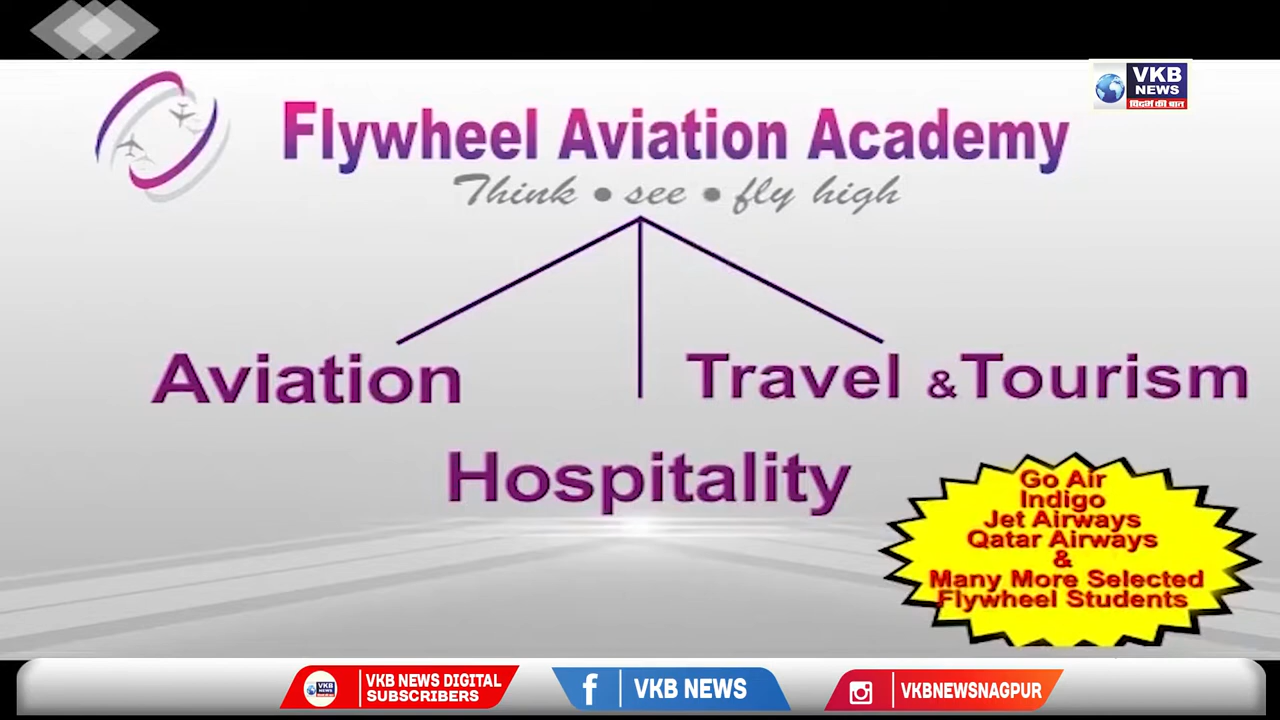 VKB
NEWS
विदर्भ की बात
Flywheel Aviation Academy
Think • see • fly high
Aviation
Travel & Tourism
Hospitality
Go Air
Indigo
Jet Airways
Qatar Airways
&
Many More Selected
Flywheel Students
VKB NEWS DIGITAL
SUBSCRIBERS
VKB NEWS
VKBNEWSNAGPUR